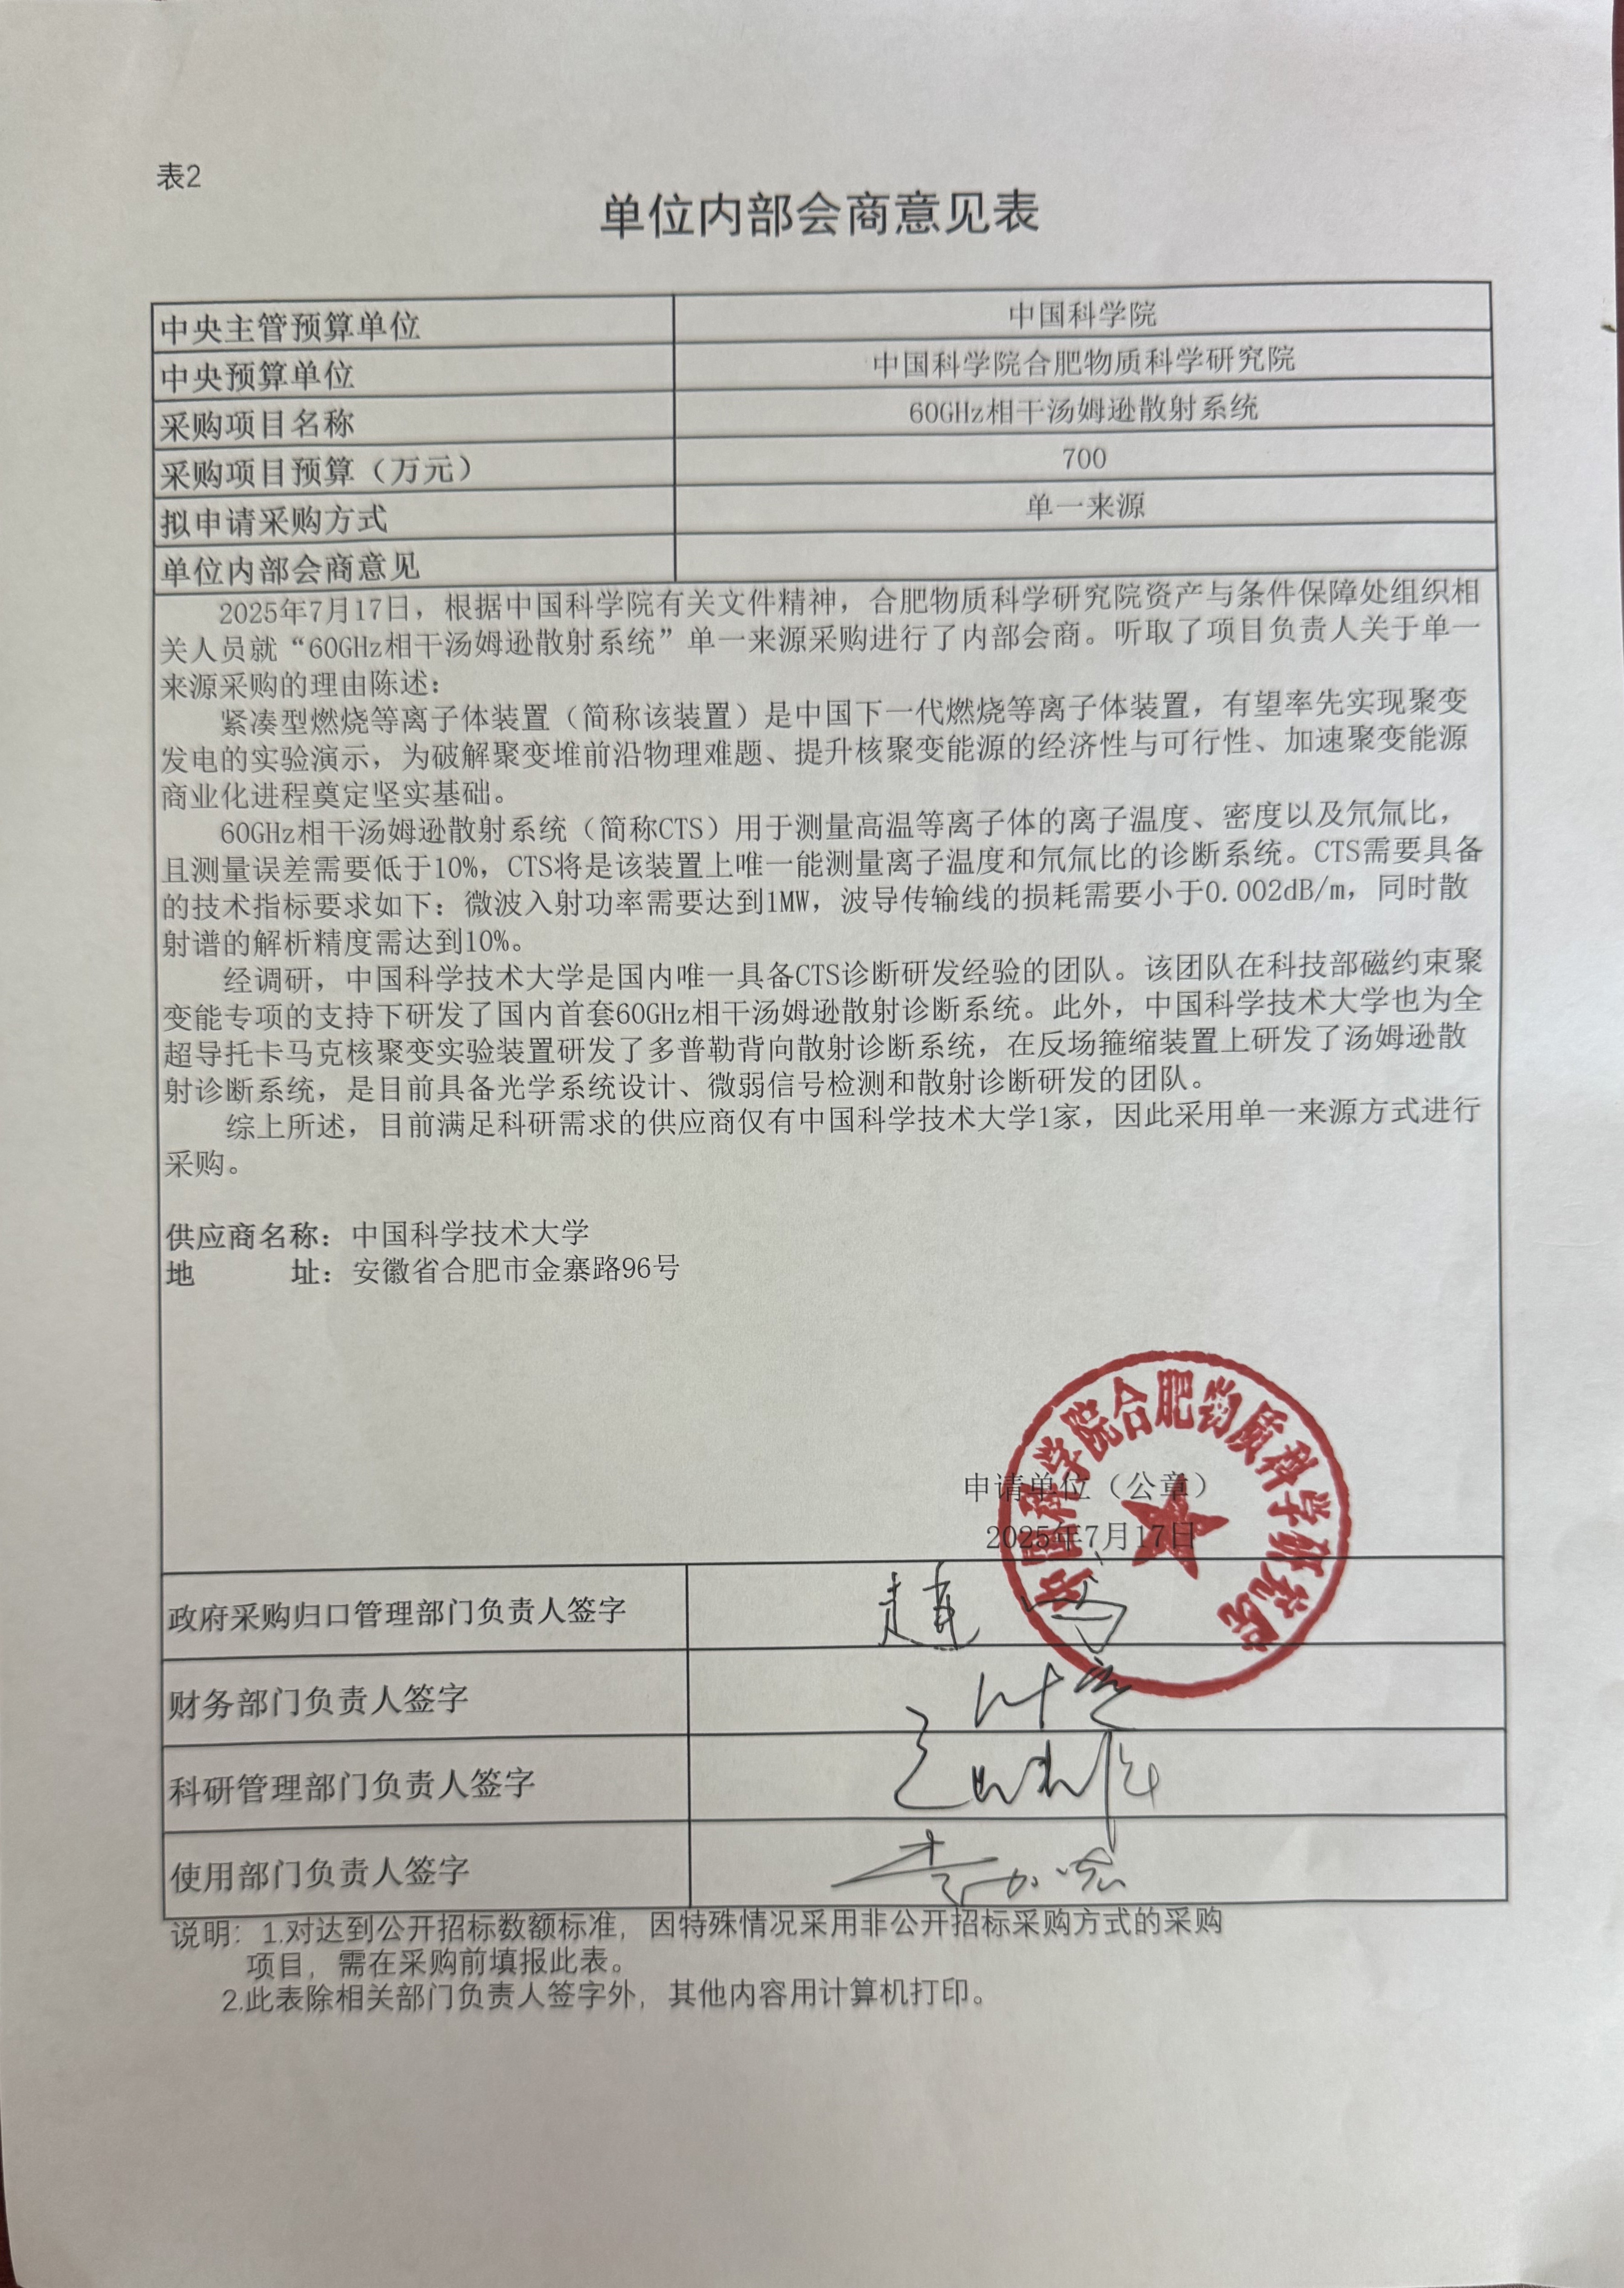 表2
单位内部会商意见表
中央主管预算单位 中国科学院
中央预算单位 中国科学院合肥物质科学研究院
采购项目名称 60GHz相干汤姆逊散射系统
采购项目预算（万元） 700
拟申请采购方式 单一来源
单位内部会商意见
2025年7月17日，根据中国科学院有关文件精神，合肥物质科学研究院资产与条件保障处组织相
关人员就“60GHz相干汤姆逊散射系统”单一来源采购进行了内部会商。听取了项目负责人关于单一
来源采购的理由陈述：
紧凑型燃烧等离子体装置（简称该装置）是中国下一代燃烧等离子体装置，有望率先实现聚变
发电的实验演示，为破解聚变堆前沿物理难题、提升核聚变能源的经济性与可行性、加速聚变能源
商业化进程奠定坚实基础。
60GHz相干汤姆逊散射系统（简称CTS）用于测量高温等离子体的离子温度、密度以及氘氚比，
且测量误差需要低于10%，CTS将是该装置上唯一能测量离子温度和氘氚比的诊断系统。CTS需要具备
的技术指标要求如下：微波入射功率需要达到1MW，波导传输线的损耗需要小于0.002dB/m，同时散
射谱的解析精度需达到10%。
经调研，中国科学技术大学是国内唯一具备CTS诊断研发经验的团队。该团队在科技部磁约束聚
变能专项的支持下研发了国内首套60GHz相干汤姆逊散射诊断系统。此外，中国科学技术大学也为全
超导托卡马克核聚变实验装置研发了多普勒背向散射诊断系统，在反场箍缩装置上研发了汤姆逊散
射诊断系统，是目前具备光学系统设计、微弱信号检测和散射诊断研发的团队。
综上所述，目前满足科研需求的供应商仅有中国科学技术大学1家，因此采用单一来源方式进行
采购。
供应商名称：中国科学技术大学
地 址：安徽省合肥市金寨路96号
中国科学院合肥物质科学研究院
申请单位（公章）
2025年7月17日
政府采购归口管理部门负责人签字
财务部门负责人签字
科研管理部门负责人签字
使用部门负责人签字
说明：1.对达到公开招标数额标准，因特殊情况采用非公开招标采购方式的采购
项目，需在采购前填报此表。
2.此表除相关部门负责人签字外，其他内容用计算机打印。